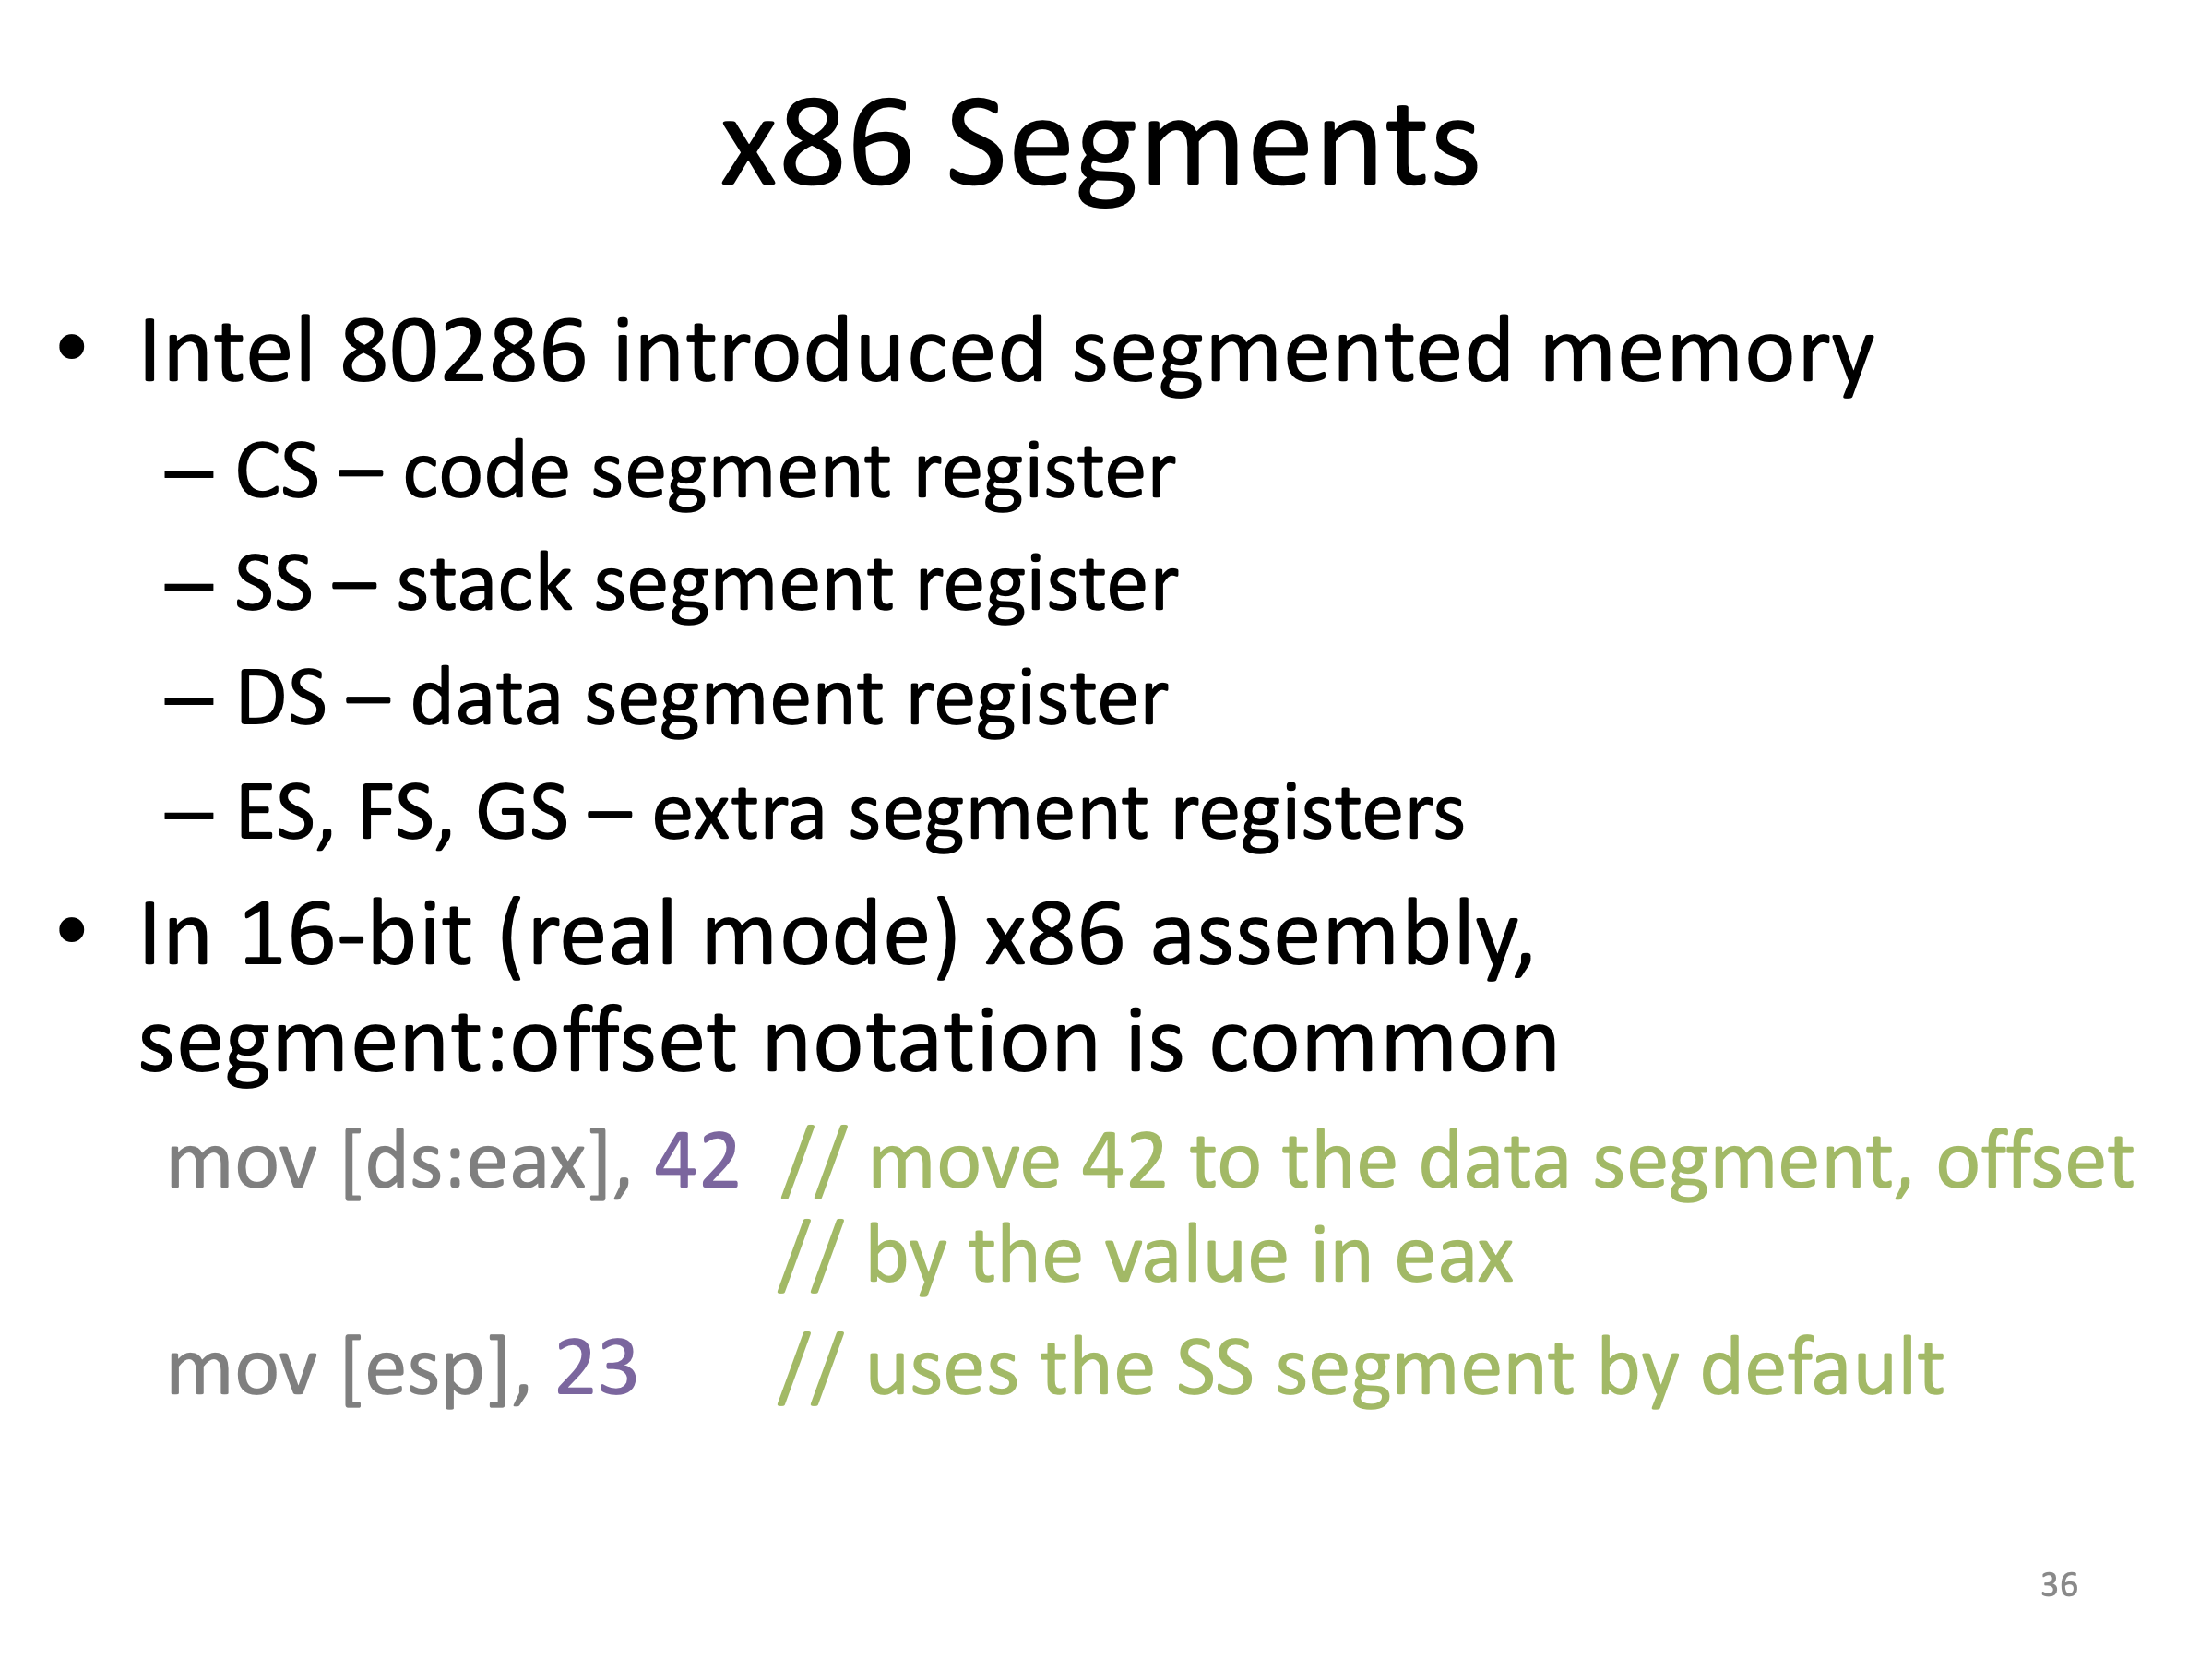 x86 Segments
• Intel 80286 introduced segmented memory
– CS – code segment register
– SS – stack segment register
– DS – data segment register
– ES, FS, GS – extra segment registers
• In 16-bit (real mode) x86 assembly,
segment:offset notation is common
mov [ds:eax], 42 // move 42 to the data segment, offset
// by the value in eax
mov [esp], 23 // uses the SS segment by default
36